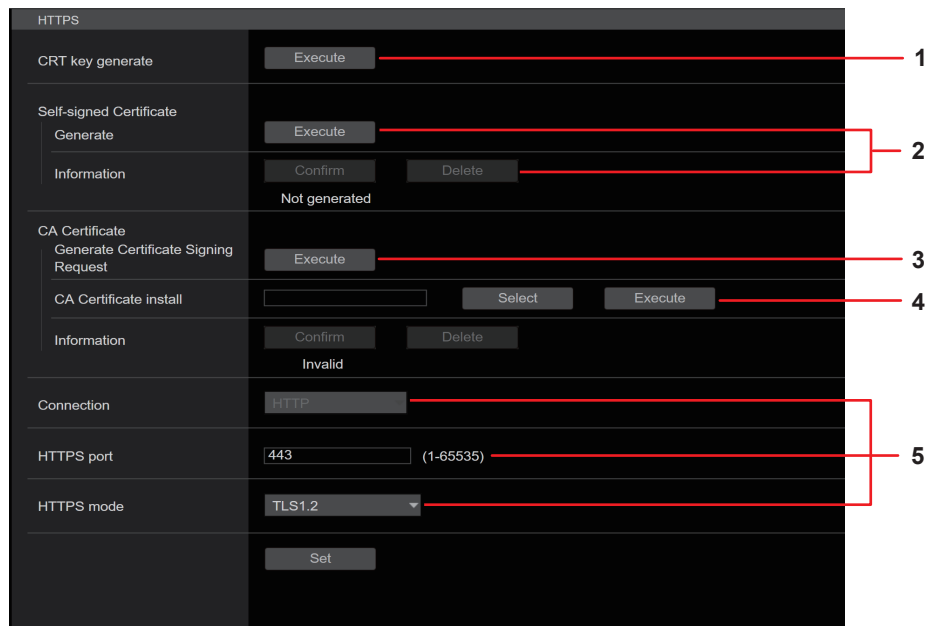 HTTPS
CRT key generate
Execute
1
Self-signed Certificate
Generate
Execute
2
Information
Confirm
Delete
Not generated
CA Certificate
Generate Certificate Signing
Request
Execute
3
CA Certificate install
Select
Execute
4
Information
Confirm
Delete
Invalid
Connection
HTTP
HTTPS port
443
(1-65535)
5
HTTPS mode
TLS1.2
Set